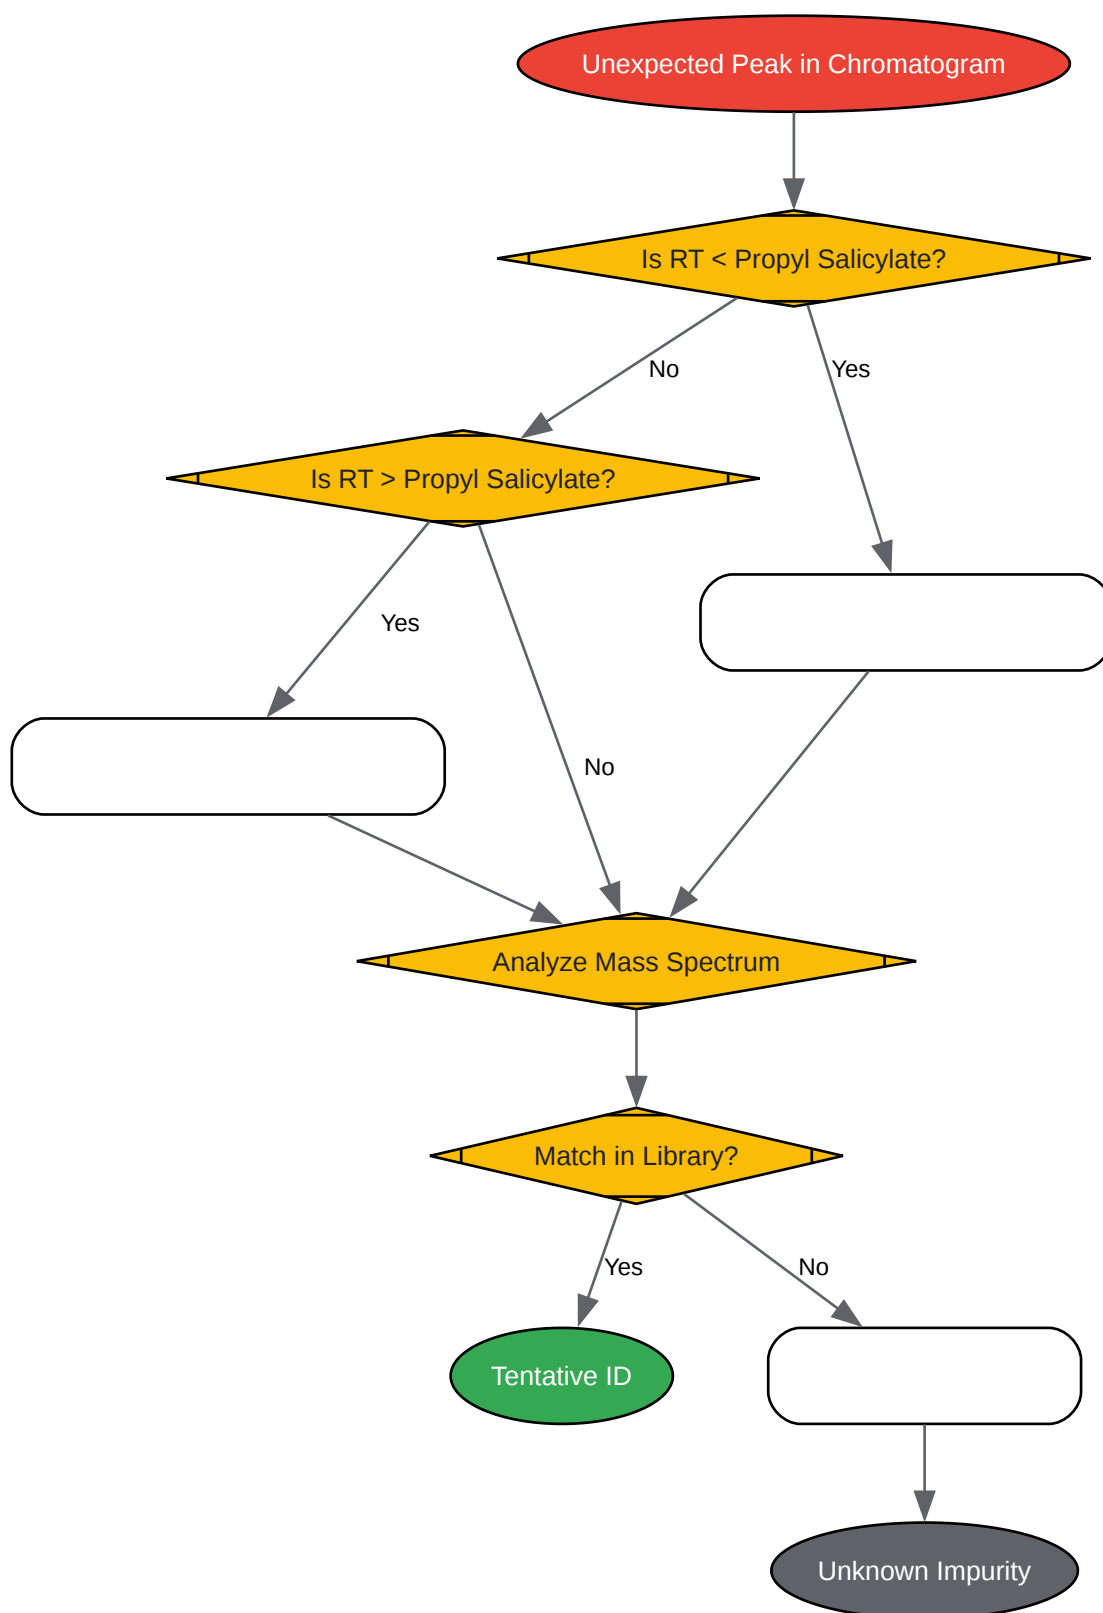 Unexpected Peak in Chromatogram
Is RT < Propyl Salicylate?
No
Yes
Is RT > Propyl Salicylate?
Yes
No
Analyze Mass Spectrum
Match in Library?
Yes
No
Tentative ID
Unknown Impurity